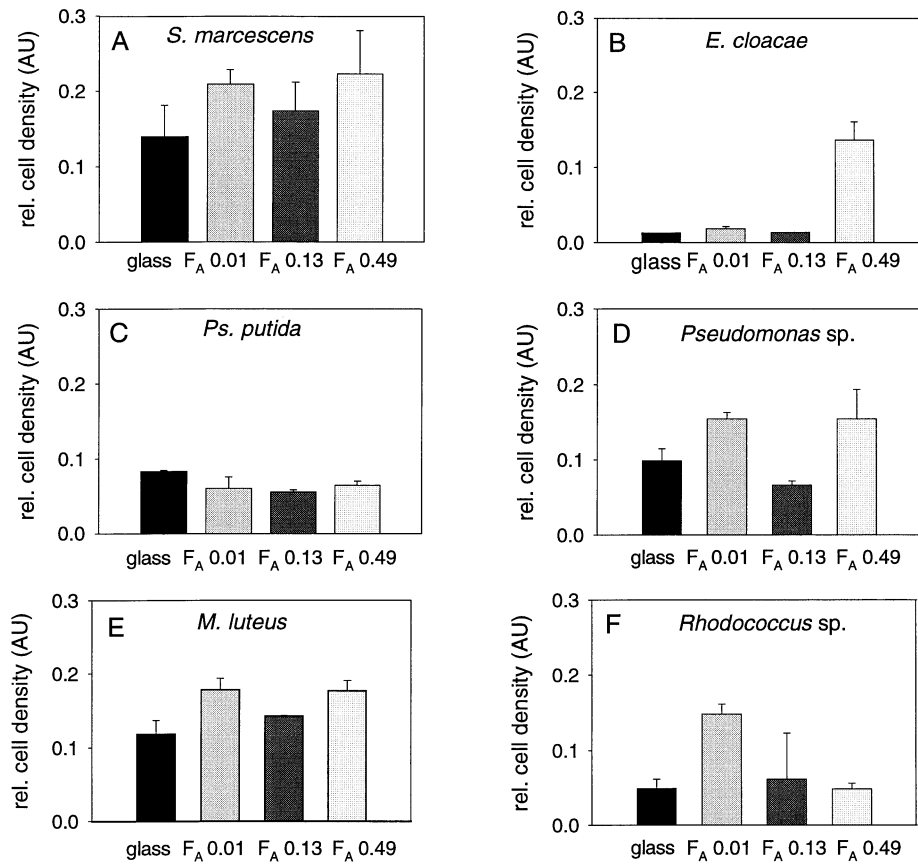 A S. marcescens
rel. cell density (AU)
0.3
0.2
0.1
0.0
glass F_A 0.01 F_A 0.13 F_A 0.49
B E. cloacae
rel. cell density (AU)
0.3
0.2
0.1
0.0
glass F_A 0.01 F_A 0.13 F_A 0.49
C Ps. putida
rel. cell density (AU)
0.3
0.2
0.1
0.0
glass F_A 0.01 F_A 0.13 F_A 0.49
D Pseudomonas sp.
rel. cell density (AU)
0.3
0.2
0.1
0.0
glass F_A 0.01 F_A 0.13 F_A 0.49
E M. luteus
rel. cell density (AU)
0.3
0.2
0.1
0.0
glass F_A 0.01 F_A 0.13 F_A 0.49
F Rhodococcus sp.
rel. cell density (AU)
0.3
0.2
0.1
0.0
glass F_A 0.01 F_A 0.13 F_A 0.49